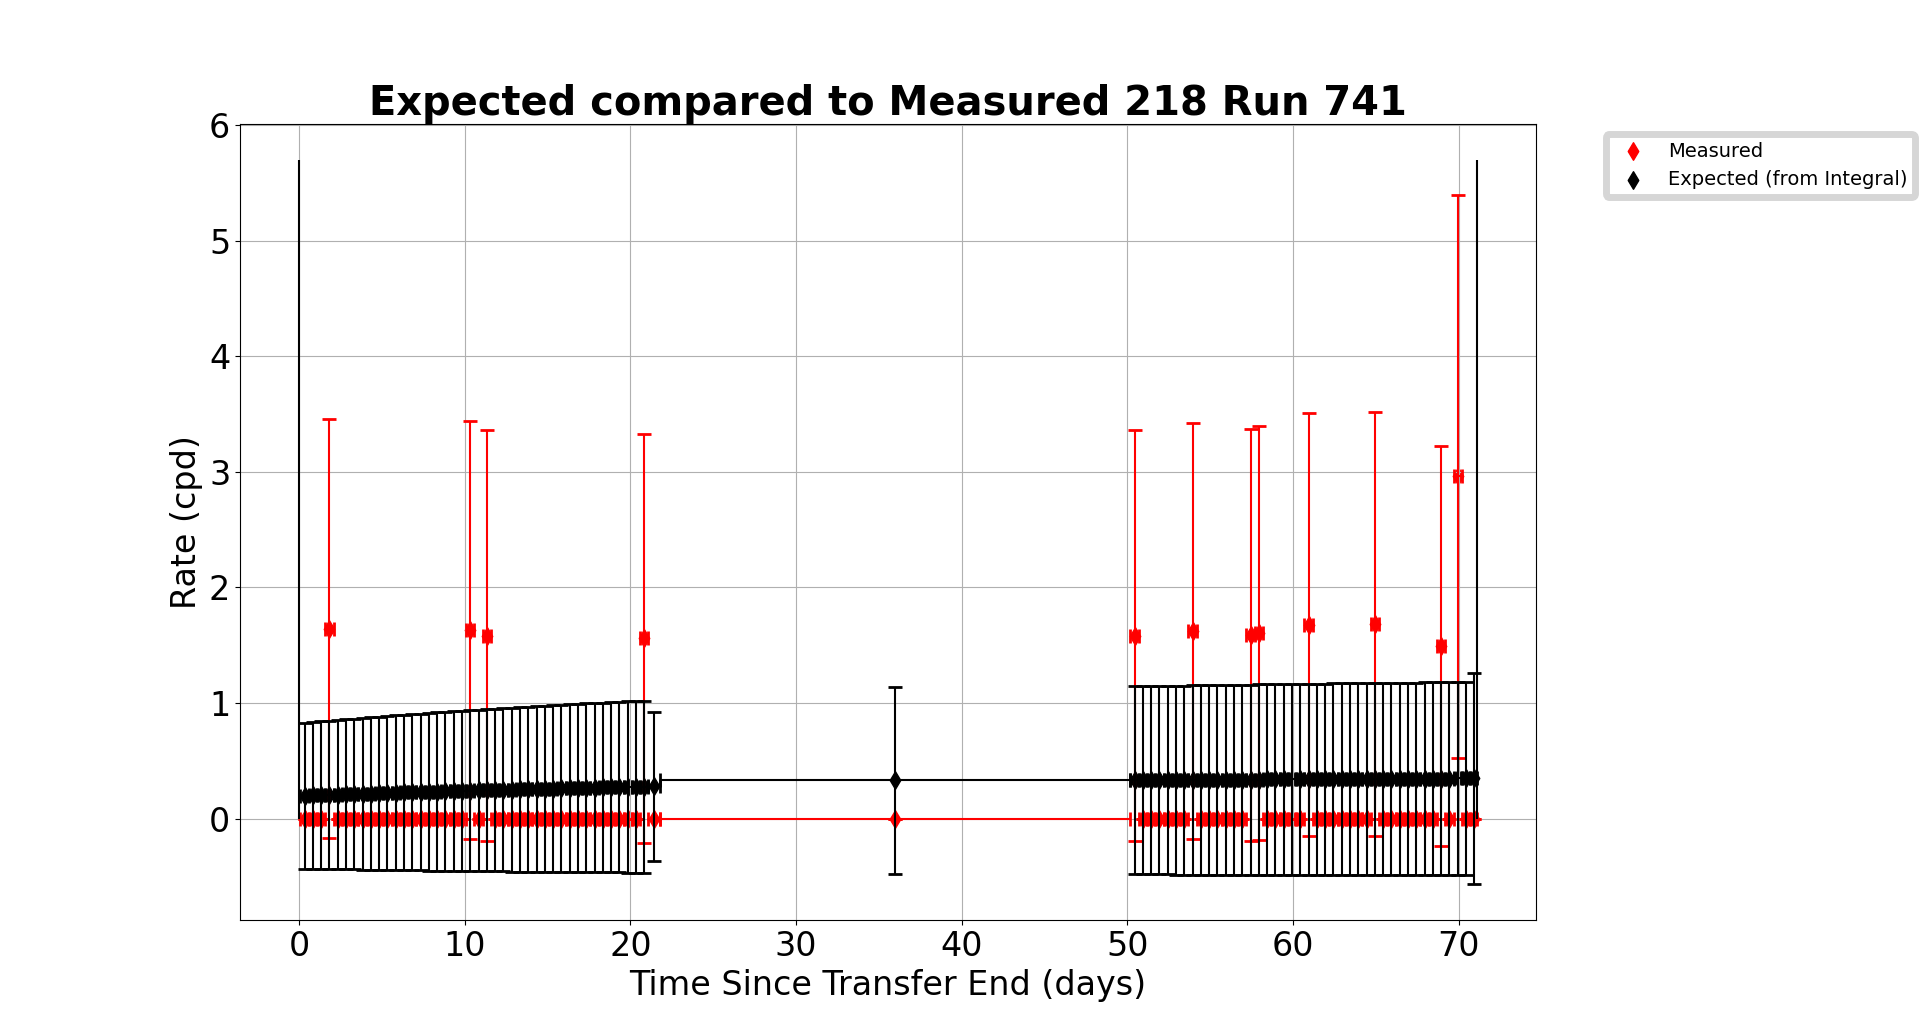 Expected compared to Measured 218 Run 741
Measured
Expected (from Integral)
6
5
4
3
2
1
0
Rate (cpd)
0 10 20 30 40 50 60 70
Time Since Transfer End (days)